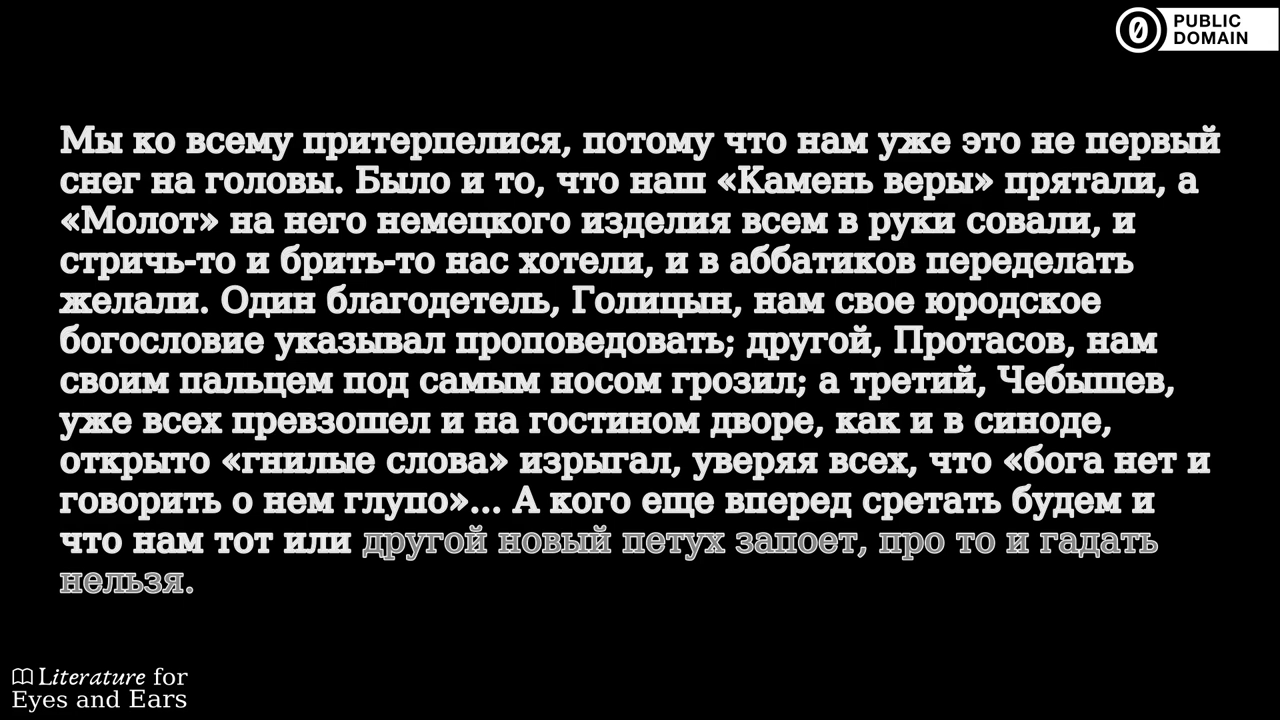 PUBLIC
DOMAIN
Мы ко всему притерпелися, потому что нам уже это не первый
снег на головы. Было и то, что наш «Камень веры» прятали, а
«Молот» на него немецкого изделия всем в руки совали, и
стричь-то и брить-то нас хотели, и в аббатиков переделать
желали. Один благодетель, Голицын, нам свое юродское
богословие указывал проповедовать; другой, Протасов, нам
своим пальцем под самым носом грозил; а третий, Чебышев,
уже всех превзошел и на гостином дворе, как и в синоде,
открыто «гнилые слова» изрыгал, уверяя всех, что «бога нет и
говорить о нем глупо»... А кого еще вперед сретать будем и
что нам тот или другой новый петух запоет, про то и гадать
нельзя.
Literature for
Eyes and Ears